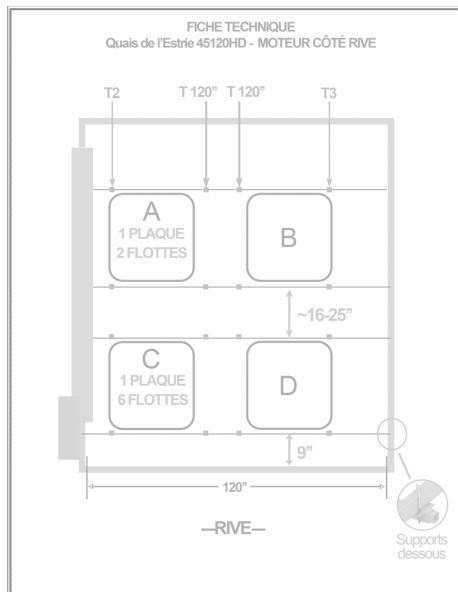 FICHE TECHNIQUE
Quais de l'Estrie 45120HD - MOTEUR CÔTÉ RIVE
T2 T 120" T 120" T3
A
1 PLAQUE
2 FLOTTES
B
~16-25"
C
1 PLAQUE
6 FLOTTES
D
9"
120"
—RIVE—
Supports
dessous